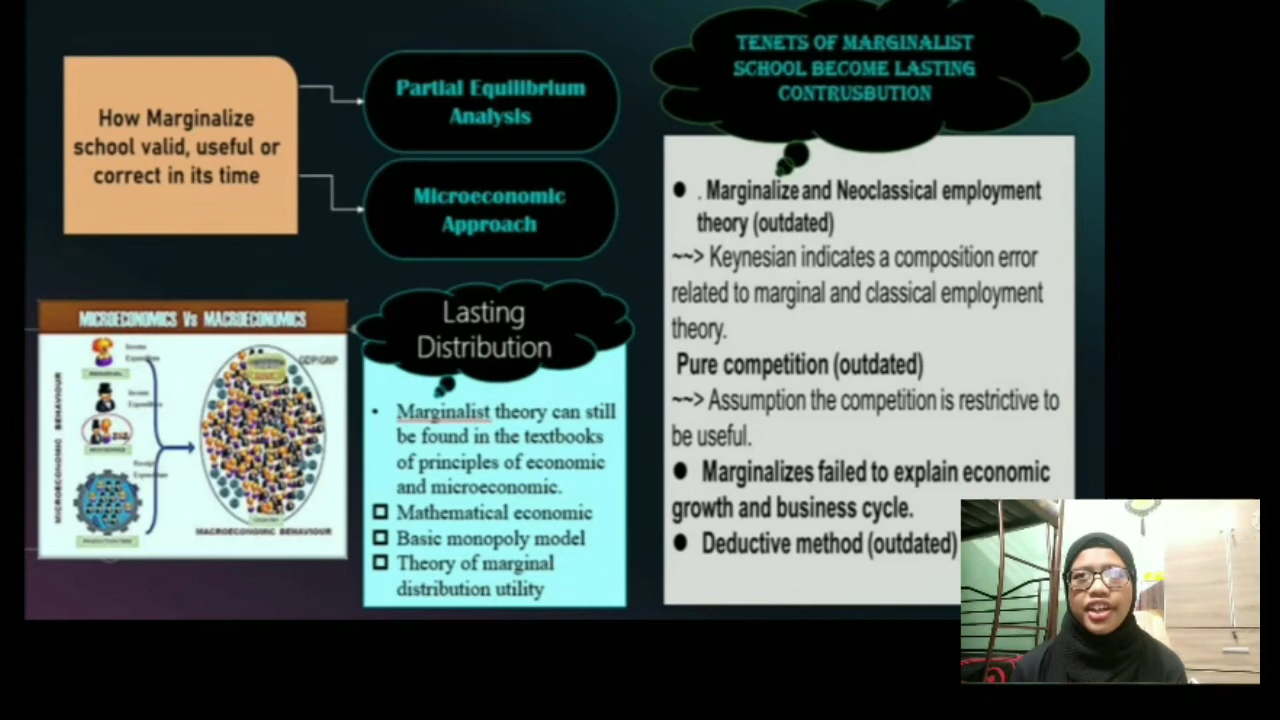 How Marginalize
school valid, useful or
correct in its time
Partial Equilibrium
Analysis
Microeconomic
Approach
TENETS OF MARGINALIST
SCHOOL BECOME LASTING
CONTRUSBUTION
. Marginalize and Neoclassical employment
theory (outdated)
~~> Keynesian indicates a composition error
related to marginal and classical employment
theory.
Pure competition (outdated)
~~> Assumption the competition is restrictive to
be useful.
Marginalizes failed to explain economic
growth and business cycle.
Deductive method (outdated)
MICROECONOMICS Vs MACROECONOMICS
MICROECONOMIC BEHAVIOUR
GDP/GNP
MACROECONOMIC BEHAVIOUR
Lasting
Distribution
Marginalist theory can still
be found in the textbooks
of principles of economic
and microeconomic.
Mathematical economic
Basic monopoly model
Theory of marginal
distribution utility